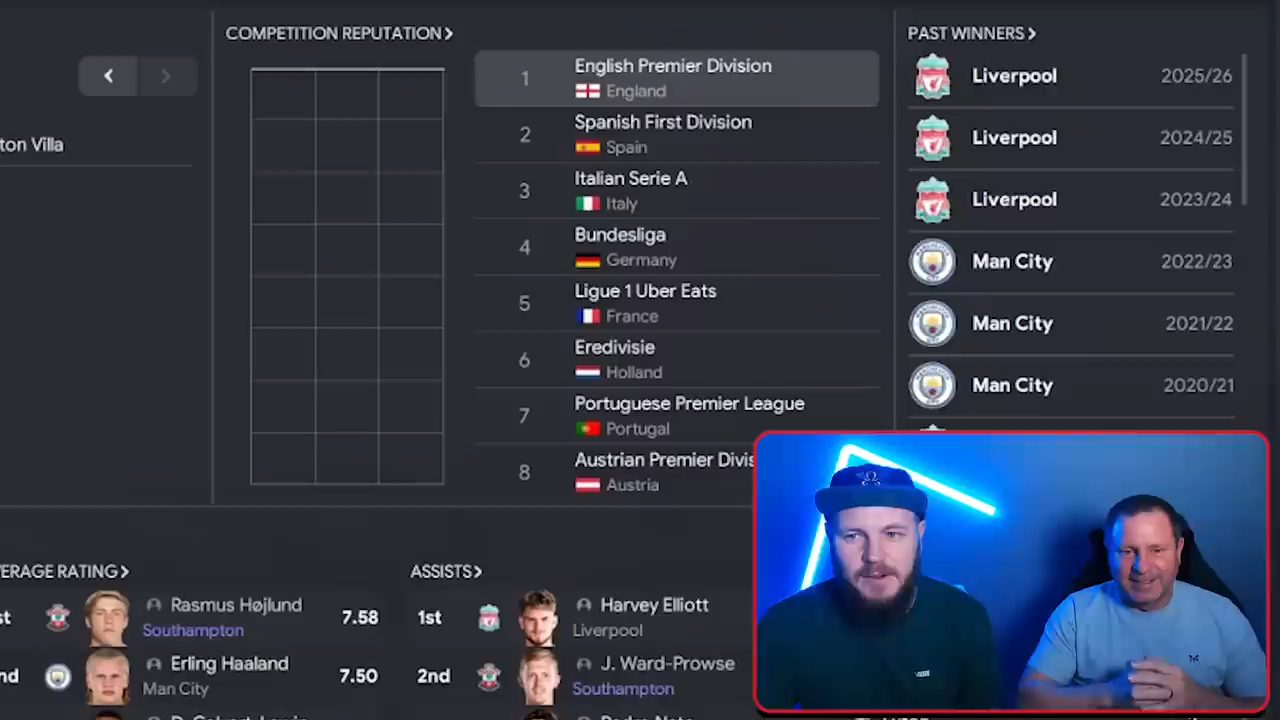 COMPETITION REPUTATION
PAST WINNERS
ton Villa
1
English Premier Division
England
2
Spanish First Division
Spain
3
Italian Serie A
Italy
4
Bundesliga
Germany
5
Ligue 1 Uber Eats
France
6
Eredivisie
Holland
7
Portuguese Premier League
Portugal
8
Austrian Premier Divis
Austria
Liverpool 2025/26
Liverpool 2024/25
Liverpool 2023/24
Man City 2022/23
Man City 2021/22
Man City 2020/21
VERAGE RATING
st Rasmus Højlund 7.58
Southampton
nd Erling Haaland 7.50
Man City
ASSISTS
1st Harvey Elliott
Liverpool
2nd J. Ward-Prowse
Southampton